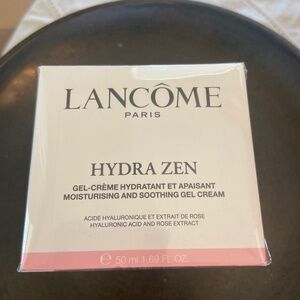 LANCÔME
PARIS
HYDRA ZEN
GEL-CRÈME HYDRATANT ET APAISANT
MOISTURISING AND SOOTHING GEL CREAM
ACIDE HYALURONIQUE ET EXTRAIT DE ROSE
HYALURONIC ACID AND ROSE EXTRACT
℮ 50 ml 1.69 FL. OZ.